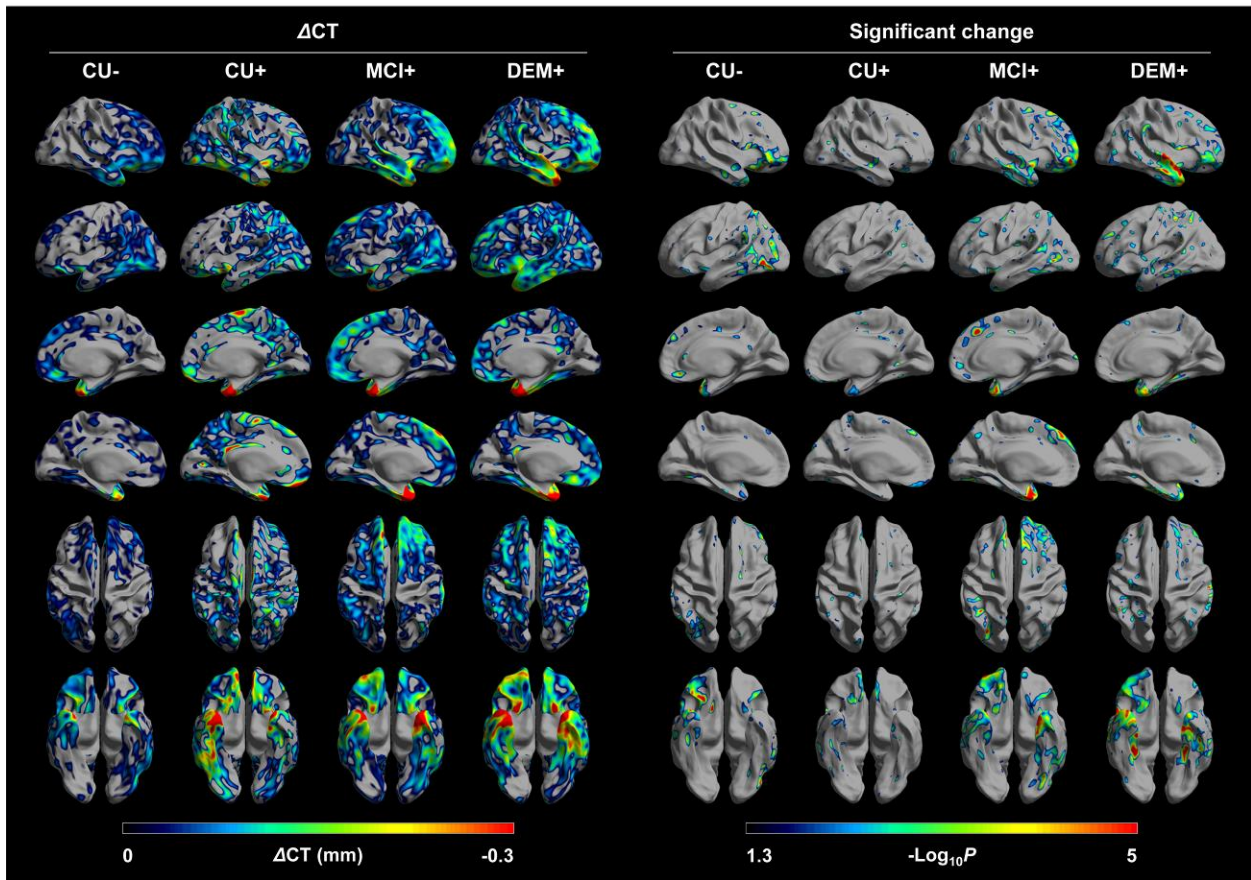 ΔCT
Significant change
CU- CU+ MCI+ DEM+
CU- CU+ MCI+ DEM+
0 ΔCT (mm) -0.3
1.3 -Log₁₀P 5